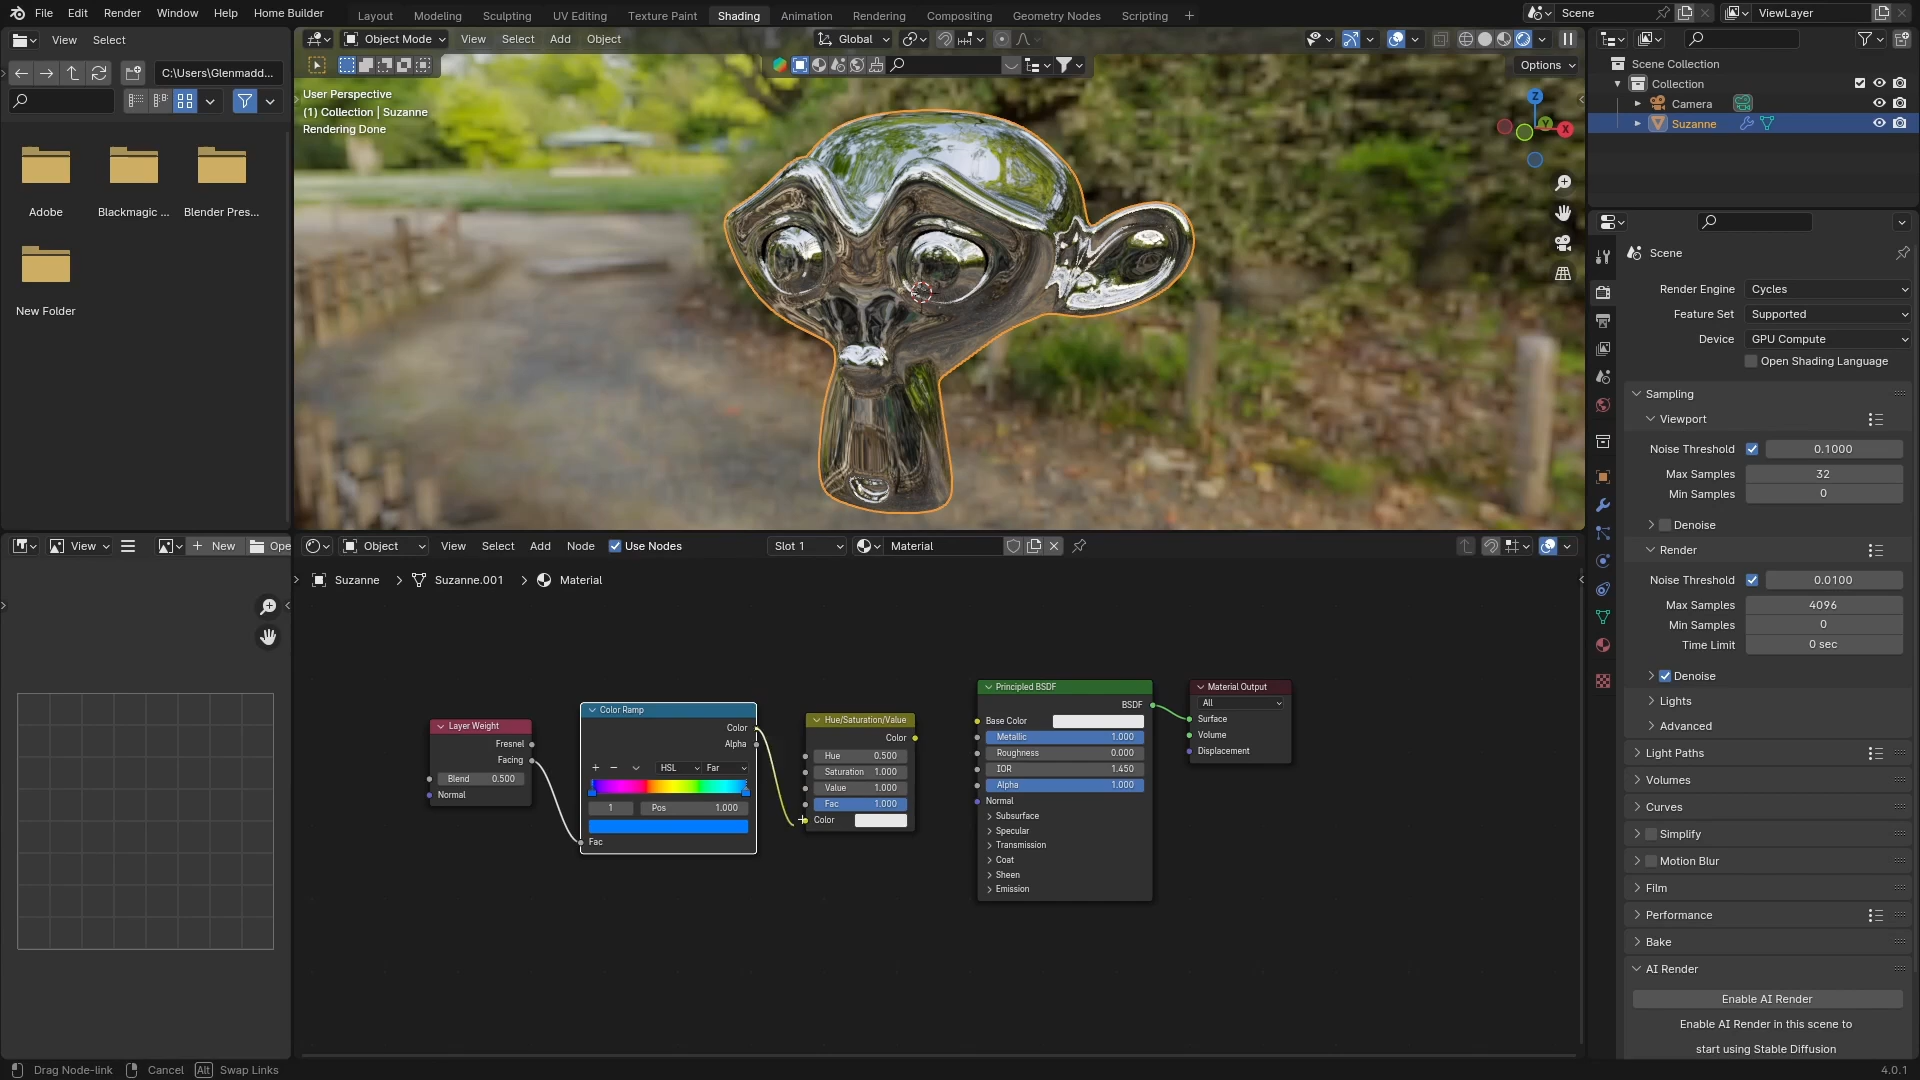 File Edit Render Window Help Home Builder
Layout Modeling Sculpting UV Editing Texture Paint Shading Animation Rendering Compositing Geometry Nodes Scripting +
Scene ViewLayer
View Select
C:\Users\Glenmadd...
Adobe Blackmagic ... Blender Pres...
New Folder
Object Mode View Select Add Object Global
Options
User Perspective
(1) Collection | Suzanne
Rendering Done
Z
Y
X
Scene Collection
Collection
Camera
Suzanne
Scene
Render Engine Cycles
Feature Set Supported
Device GPU Compute
Open Shading Language
Sampling
Viewport
Noise Threshold 0.1000
Max Samples 32
Min Samples 0
Denoise
Render
Noise Threshold 0.0100
Max Samples 4096
Min Samples 0
Time Limit 0 sec
Denoise
Lights
Advanced
Light Paths
Volumes
Curves
Simplify
Motion Blur
Film
Performance
Bake
AI Render
Enable AI Render
Enable AI Render in this scene to
start using Stable Diffusion
View + New Ope
Object View Select Add Node Use Nodes Slot 1 Material
Suzanne > Suzanne.001 > Material
Layer Weight
Fresnel
Facing
Blend 0.500
Normal
Color Ramp
Color
Alpha
+ − HSL Far
1 Pos 1.000
Fac
Hue/Saturation/Value
Color
Hue 0.500
Saturation 1.000
Value 1.000
Fac 1.000
Color
Principled BSDF
BSDF
Base Color
Metallic 1.000
Roughness 0.000
IOR 1.450
Alpha 1.000
Normal
Subsurface
Specular
Transmission
Coat
Sheen
Emission
Material Output
All
Surface
Volume
Displacement
Drag Node-link Cancel Alt Swap Links
4.0.1